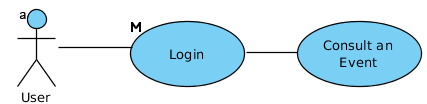 a
M
Login
Consult an
Event
User